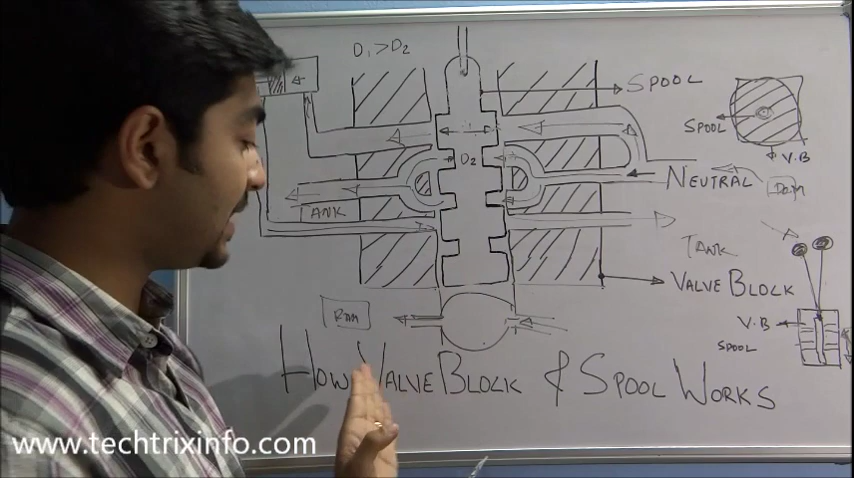 D1>D2
SPOOL
SPOOL
V.B
D2
NEUTRAL
TANK
TANK
VALVE BLOCK
V.B
SPOOL
Ram
HOW VALVE BLOCK & SPOOL WORKS
www.techtrixinfo.com